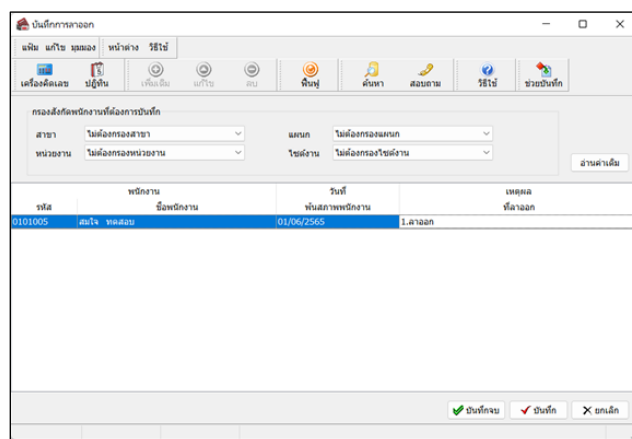 บันทึกการลาออก
แฟ้ม แก้ไข มุมมอง หน้าต่าง วิธีใช้
เครื่องคิดเลข ปฏิทิน เพิ่มเติม แก้ไข ลบ ฟื้นฟู ค้นหา สอบถาม วิธีใช้ ช่วยบันทึก
กรองสังกัดพนักงานที่ต้องการบันทึก
สาขา ไม่ต้องกรองสาขา แผนก ไม่ต้องกรองแผนก
หน่วยงาน ไม่ต้องกรองหน่วยงาน ไซด์งาน ไม่ต้องกรองไซด์งาน
อ่านค่าเดิม
พนักงาน วันที่ เหตุผล
รหัส ชื่อพนักงาน พ้นสภาพพนักงาน ที่ลาออก
0101005 สมใจ ทดสอบ 01/06/2565 1.ลาออก
บันทึกจบ บันทึก ยกเลิก